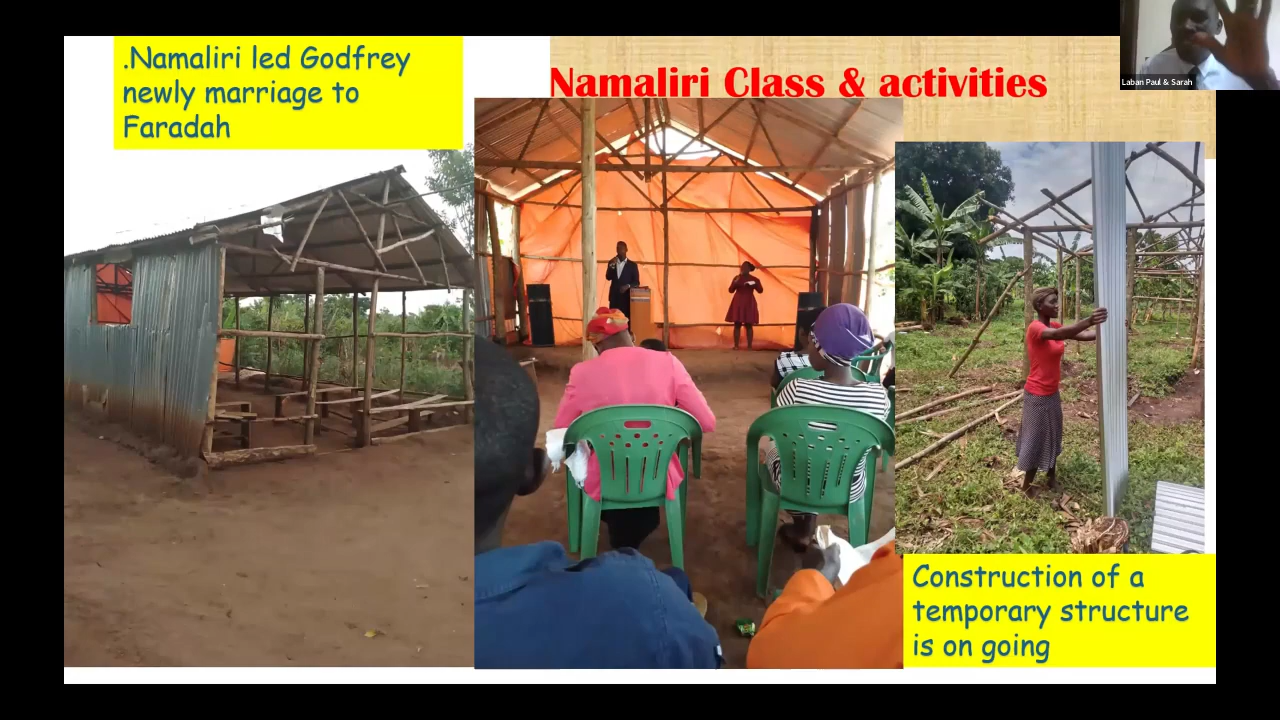 .Namaliri led Godfrey
newly marriage to
Faradah
Namaliri Class & activities
Laban Paul & Sarah
Construction of a
temporary structure
is on going